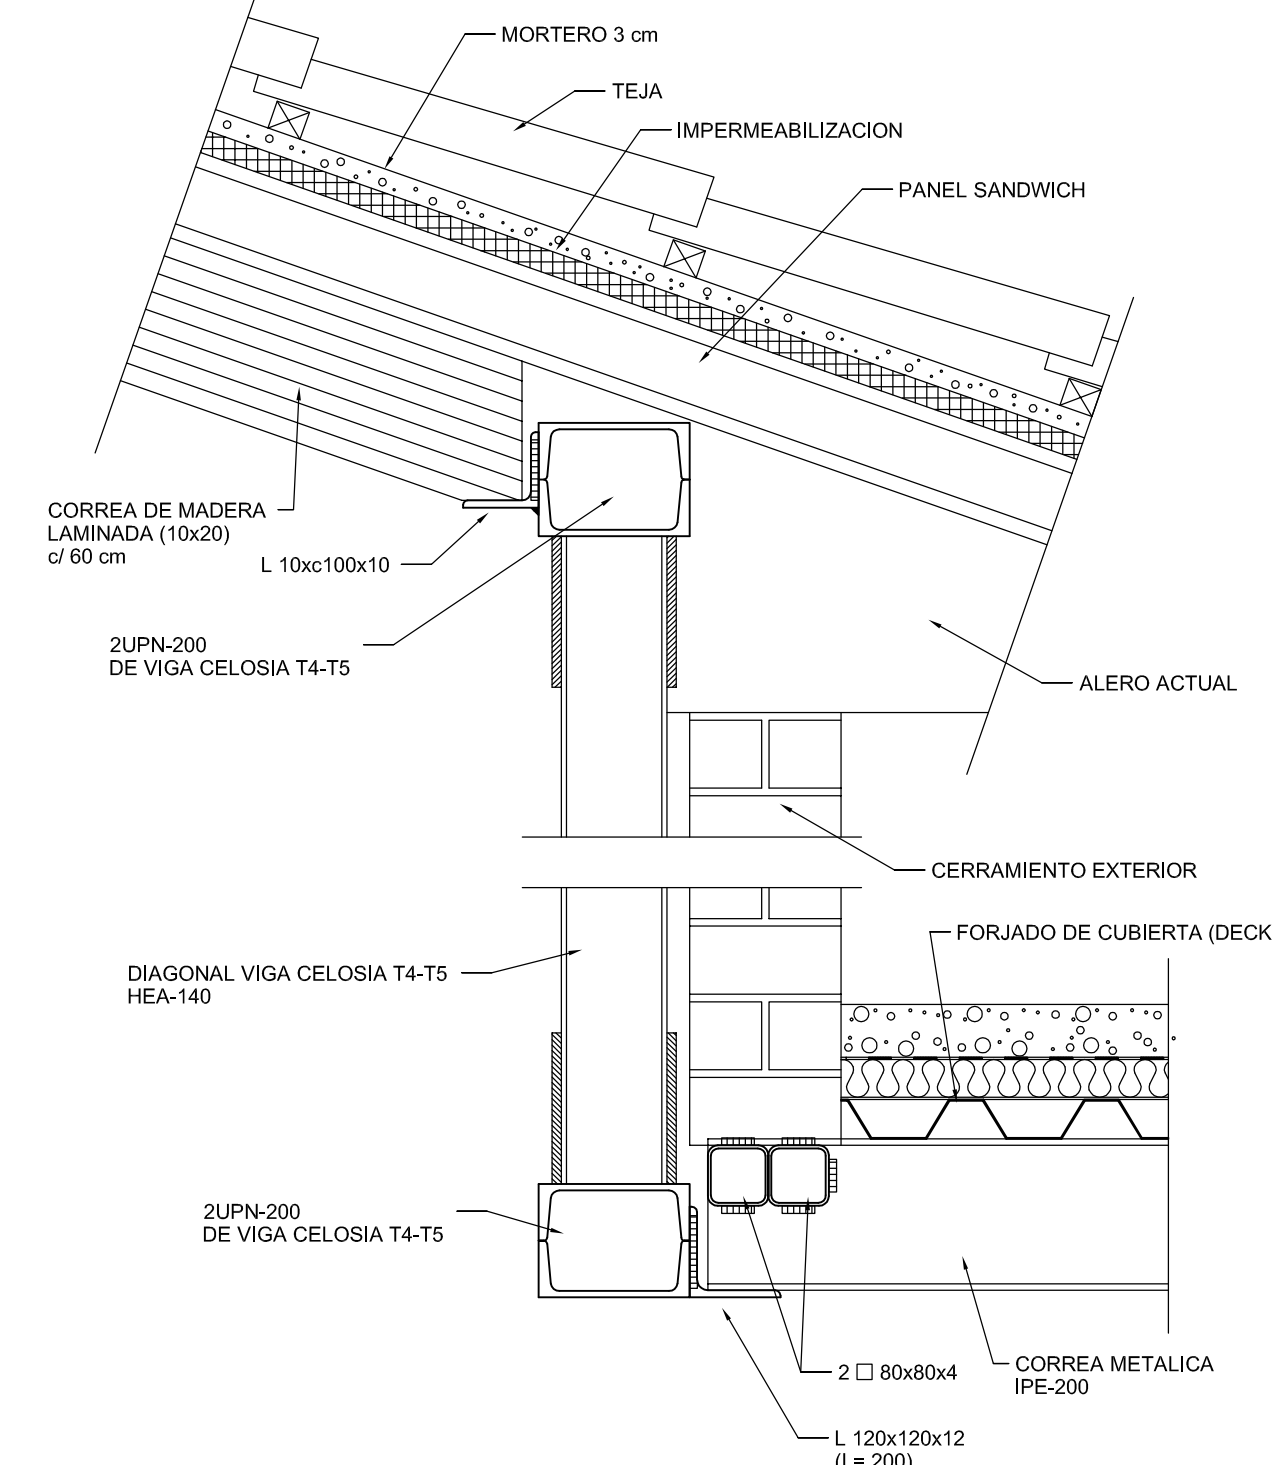 MORTERO 3 cm
TEJA
IMPERMEABILIZACION
PANEL SANDWICH
CORREA DE MADERA
LAMINADA (10x20)
c/ 60 cm
L 10xc100x10
2UPN-200
DE VIGA CELOSIA T4-T5
ALERO ACTUAL
CERRAMIENTO EXTERIOR
FORJADO DE CUBIERTA (DECK
DIAGONAL VIGA CELOSIA T4-T5
HEA-140
2UPN-200
DE VIGA CELOSIA T4-T5
2 □ 80x80x4
CORREA METALICA
IPE-200
L 120x120x12
(L= 200)